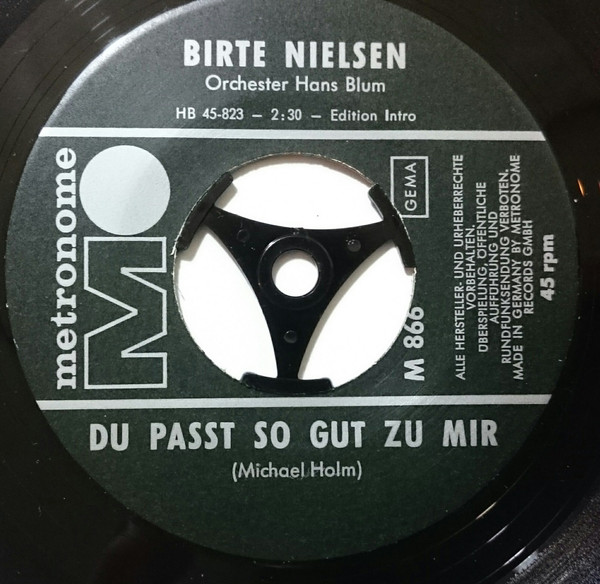 BIRTE NIELSEN
Orchester Hans Blum
HB 45-823 — 2:30 — Edition Intro
metronome
M
GEMA
M 866
ALLE HERSTELLER- UND URHEBERRECHTE
VORBEHALTEN.
ÜBERSPIELUNG, ÖFFENTLICHE
AUFFÜHRUNG UND
RUNDFUNKSENDUNG VERBOTEN.
MADE IN GERMANY BY METRONOME
RECORDS GMBH
45 rpm
DU PASST SO GUT ZU MIR
(Michael Holm)